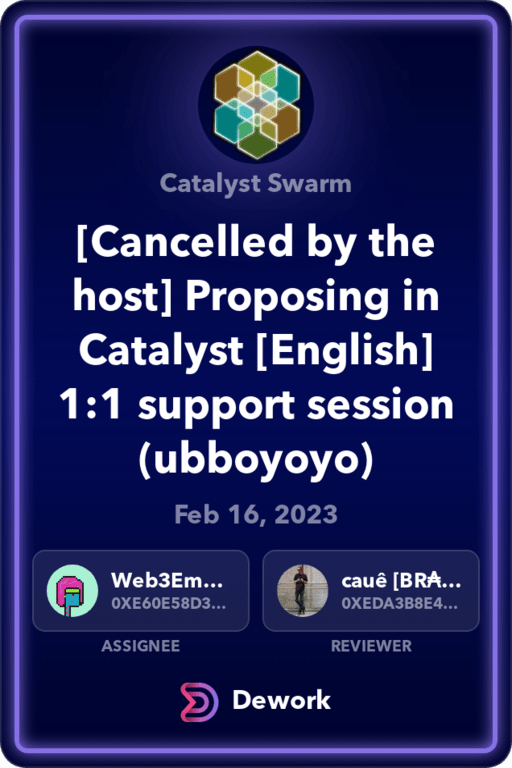 Catalyst Swarm
[Cancelled by the
host] Proposing in
Catalyst [English]
1:1 support session
(ubboyoyo)
Feb 16, 2023
Web3Em...
0XE60E58D3...
cauê [BR₳...
0XEDA3B8E4...
ASSIGNEE
REVIEWER
Dework